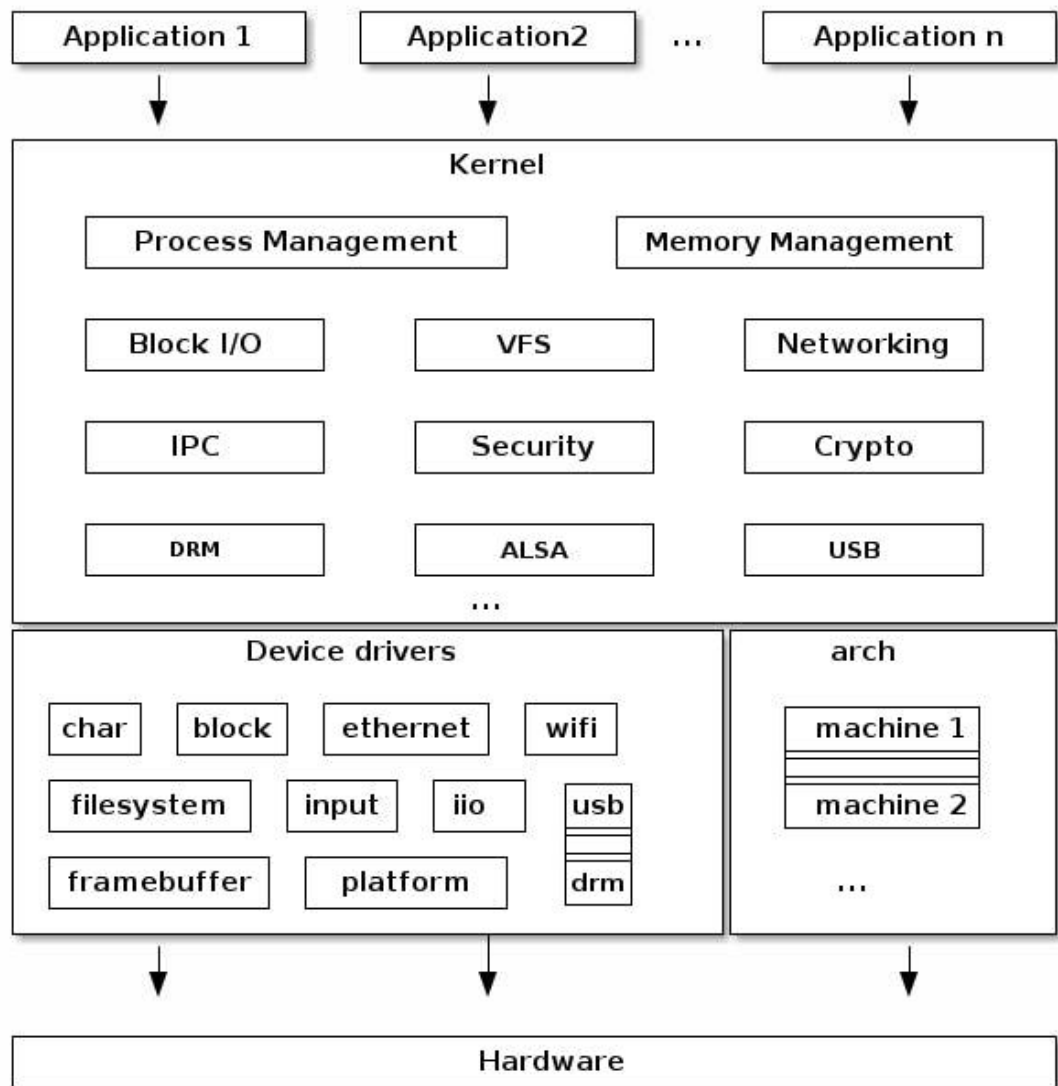 Application 1 Application2 ... Application n
Kernel
Process Management Memory Management
Block I/O VFS Networking
IPC Security Crypto
DRM ALSA USB
...
Device drivers arch
char block ethernet wifi machine 1
filesystem input iio usb machine 2
framebuffer platform drm ...
Hardware